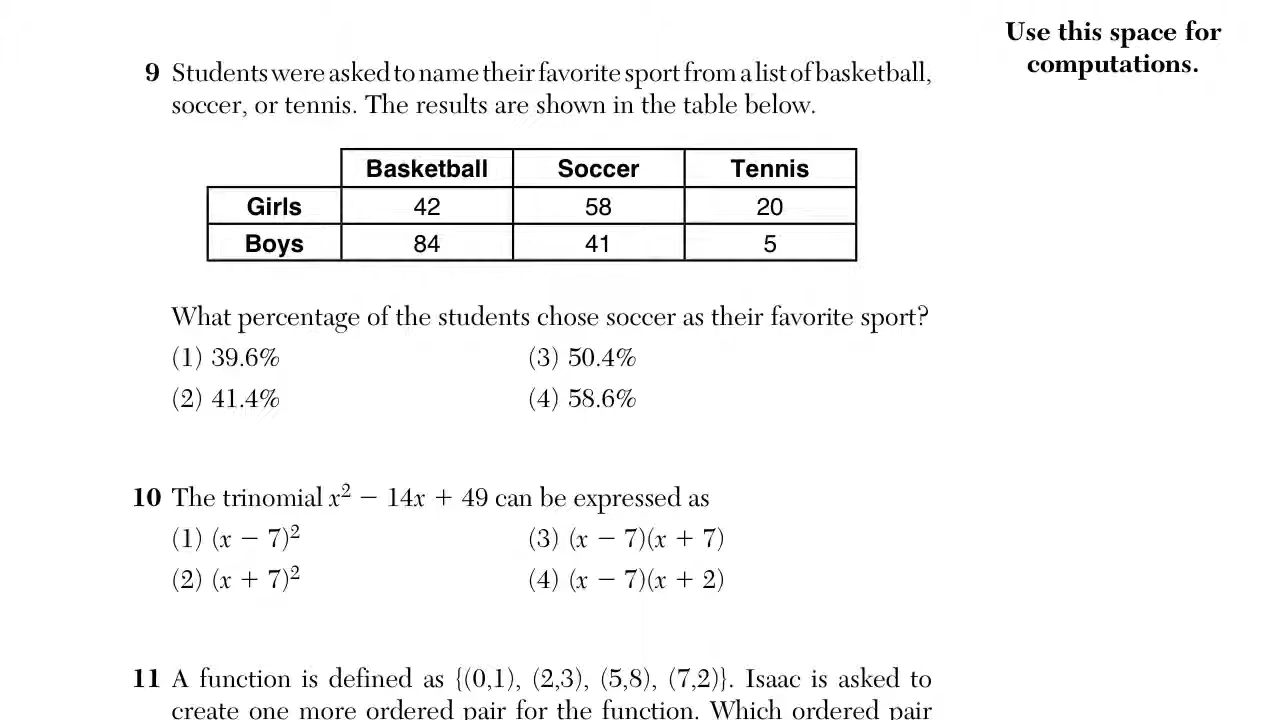 Use this space for
computations.
9 Students were asked to name their favorite sport from a list of basketball,
soccer, or tennis. The results are shown in the table below.
Basketball Soccer Tennis
Girls 42 58 20
Boys 84 41 5
What percentage of the students chose soccer as their favorite sport?
(1) 39.6% (3) 50.4%
(2) 41.4% (4) 58.6%
10 The trinomial x² − 14x + 49 can be expressed as
(1) (x − 7)² (3) (x − 7)(x + 7)
(2) (x + 7)² (4) (x − 7)(x + 2)
11 A function is defined as {(0,1), (2,3), (5,8), (7,2)}. Isaac is asked to
create one more ordered pair for the function. Which ordered pair